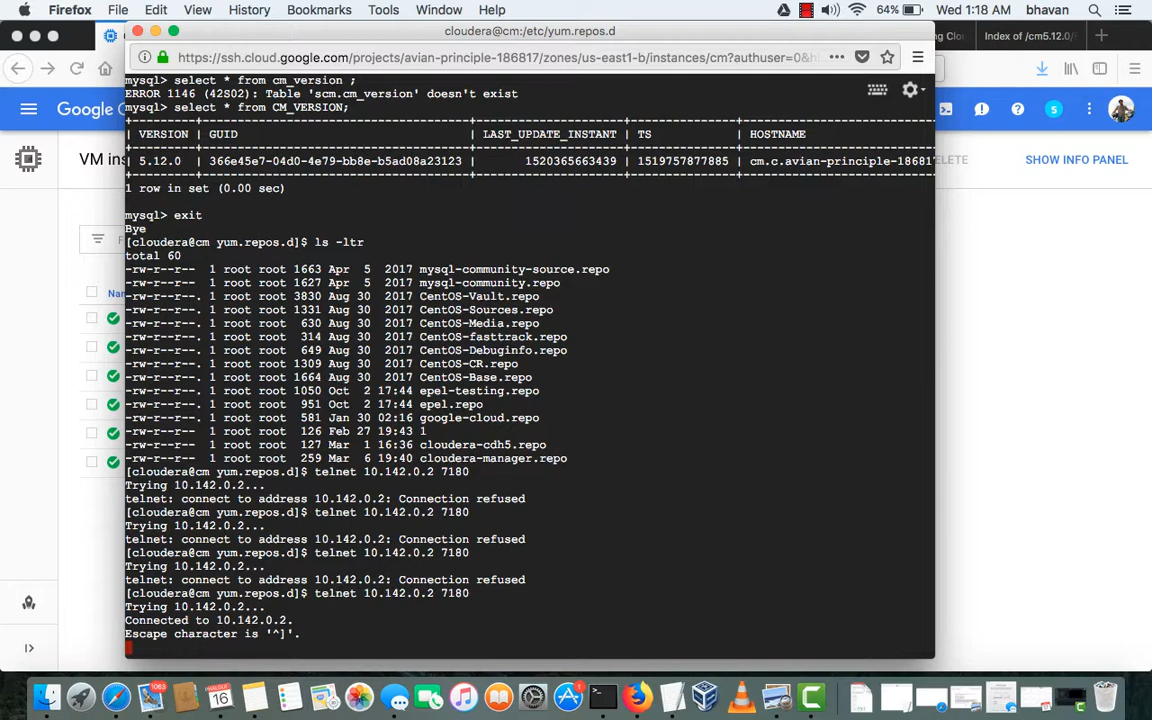 Firefox File Edit View History Bookmarks Tools Window Help 64% Wed 1:18 AM
cloudera@cm:/etc/yum.repos.d
Index of /cm5.12.0/
https://ssh.cloud.google.com/projects/avian-principle-186817/zones/us-east1-b/instances/cm?authuser=0&h
Google
5
VM ins
DELETE
SHOW INFO PANEL
Nan
mysql> select * from cm_version ;
ERROR 1146 (42S02): Table 'scm.cm_version' doesn't exist
mysql> select * from CM_VERSION;
+---------+--------------------------------------+---------------------+---------------+
| VERSION | GUID | LAST_UPDATE_INSTANT | TS | HOSTNAME
| 5.12.0 | 366e45e7-04d0-4e79-bb8e-b5ad08a23123 | 1520365663439 | 1519757877885 | cm.c.avian-principle-18681
1 row in set (0.00 sec)
mysql> exit
Bye
[cloudera@cm yum.repos.d]$ ls -ltr
total 60
-rw-r--r-- 1 root root 1663 Apr 5 2017 mysql-community-source.repo
-rw-r--r-- 1 root root 1627 Apr 5 2017 mysql-community.repo
-rw-r--r--. 1 root root 3830 Aug 30 2017 CentOS-Vault.repo
-rw-r--r--. 1 root root 1331 Aug 30 2017 CentOS-Sources.repo
-rw-r--r--. 1 root root 630 Aug 30 2017 CentOS-Media.repo
-rw-r--r--. 1 root root 314 Aug 30 2017 CentOS-fasttrack.repo
-rw-r--r--. 1 root root 649 Aug 30 2017 CentOS-Debuginfo.repo
-rw-r--r--. 1 root root 1309 Aug 30 2017 CentOS-CR.repo
-rw-r--r--. 1 root root 1664 Aug 30 2017 CentOS-Base.repo
-rw-r--r--. 1 root root 1050 Oct 2 17:44 epel-testing.repo
-rw-r--r--. 1 root root 951 Oct 2 17:44 epel.repo
-rw-r--r--. 1 root root 581 Jan 30 02:16 google-cloud.repo
-rw-r--r-- 1 root root 126 Feb 27 19:43 1
-rw-r--r-- 1 root root 127 Mar 1 16:36 cloudera-cdh5.repo
-rw-r--r-- 1 root root 259 Mar 6 19:40 cloudera-manager.repo
[cloudera@cm yum.repos.d]$ telnet 10.142.0.2 7180
Trying 10.142.0.2...
telnet: connect to address 10.142.0.2: Connection refused
[cloudera@cm yum.repos.d]$ telnet 10.142.0.2 7180
Trying 10.142.0.2...
telnet: connect to address 10.142.0.2: Connection refused
[cloudera@cm yum.repos.d]$ telnet 10.142.0.2 7180
Trying 10.142.0.2...
telnet: connect to address 10.142.0.2: Connection refused
[cloudera@cm yum.repos.d]$ telnet 10.142.0.2 7180
Trying 10.142.0.2...
Connected to 10.142.0.2.
Escape character is '^]'.
1063
16
1